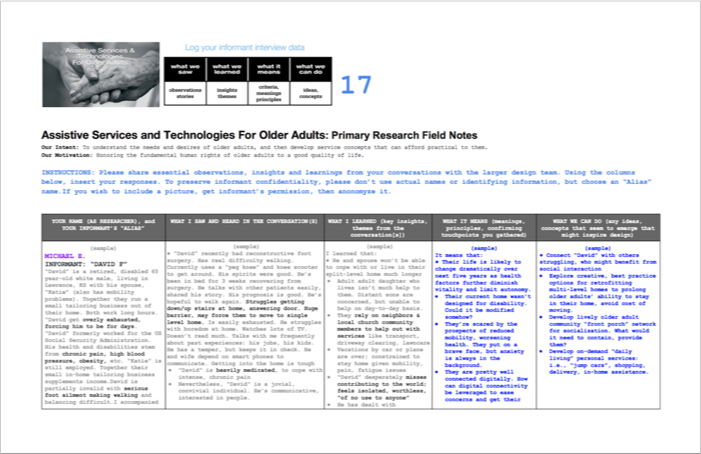 Assistive Services &
Technologies
For Older Adults
Log your informant interview data
what we
saw
what we
learned
what it
means
what we
can do
observations
stories
insights
themes
criteria,
meanings
principles
ideas,
concepts
17
Assistive Services and Technologies For Older Adults: Primary Research Field Notes
Our Intent: To understand the needs and desires of older adults, and then develop service concepts that can afford practical to them.
Our Motivation: Honoring the fundamental human rights of older adults to a good quality of life.
INSTRUCTIONS: Please share essential observations, insights and learnings from your conversations with the larger design team. Using the columns
below, insert your responses. To preserve informant confidentiality, please don't use actual names or identifying information, but choose an "Alias"
name.If you wish to include a picture, get informant's permission, then anonymize it.
YOUR NAME (AS RESEARCHER), and
YOUR INFORMANT'S "ALIAS"
WHAT I SAW AND HEARD IN THE CONVERSATION(S)
WHAT I LEARNED (key insights,
themes from the
conversation[s])
WHAT IT MEANS (meanings,
principles, confirming
touchpoints you gathered)
WHAT WE CAN DO (any ideas,
concepts that seem to emerge that
might inspire design)
(sample)
MICHAEL E.
INFORMANT: "DAVID F"
"David" is a retired, disabled 65
year-old white male, living in
Lawrence, KS with his spouse,
"Katie" (also has mobility
problems). Together they run a
small tailoring business out of
their home. Both work long hours.
"David got overly exhausted,
forcing him to be for days.
"David" formerly worked for the US
Social Security Administration.
His health and disabilities stem
from chronic pain, high blood
pressure, obesity, etc. "Katie" is
still employed. Together their
small in-home tailoring business
supplements income.David is
partially invalid with serious
foot ailment making walking and
balancing difficult.I accompanied
(sample)
● "David" recently had reconstructive foot
surgery. Has real difficulty walking.
Currently uses a "peg knee" and knee scooter
to get around. His spirits were good. He's
been in bed for 3 weeks recovering from
surgery. He talks with other patients easily,
shared his story. His prognosis is good. He's
hopeful to walk again. Struggles getting
down/up stairs at home, answering door. Huge
barrier, may force them to move to single
level home. Is easily exhausted. He struggles
with boredom at home. Watches lots of TV
doesn't read much. Talks with me frequently
about past experiences: his jobs, his kids.
He has a temper, but keeps it in check. He and
wife depend on smart phones to
communicate. Getting into the home is tough
● "David" is heavily medicated, to cope with
intense, chronic pain
● Nevertheless, "David" is a jovial,
convivial individual. He's communicative,
interested in people.
(sample)
I learned that:
● He and spouse won't be able
to cope with or live in their
split-level home much longer
● Adult adult daughter who
lives isn't much help to
them. Distant sons are
concerned, but unable to
help on day-to-day basis.
● They rely on neighbors &
local church community
members to help out with
services like: transport,
driveway clearing, lawncare
● Vacations by car or plane
are over: constrained to
stay home given mobility,
pain, fatigue issues
● "David" desperately misses
contributing to the world;
feels isolated, worthless,
"of no use to anyone"
● He has dealt with
(sample)
It means that:
● Their life is likely to
change dramatically over
next five years as health
factors further diminish
vitality and limit autonomy.
● Their current home wasn't
designed for disability.
Could it be modified
somehow?
● They're scared by the
prospects of reduced
mobility, worsening
health. They put on a
brave face, but anxiety
is always in the
background.
● They are pretty well
connected digitally. How
can digital connectivity
be leveraged to ease
concerns and get their
(sample)
● Connect "David" with others
struggling, who might benefit from
social interaction
● Explore creative, best practice
options for retrofitting
multi-level homes to prolong
older adults' ability to stay
in their home, avoid cost of
moving.
● Develop lively older adult
community "front porch" network
for socialization. What would
it need to contain, provide
them?
● Develop on-demand "daily
living" personal services:
i.e., "jump cars", shopping,
delivery, in-home assistance.